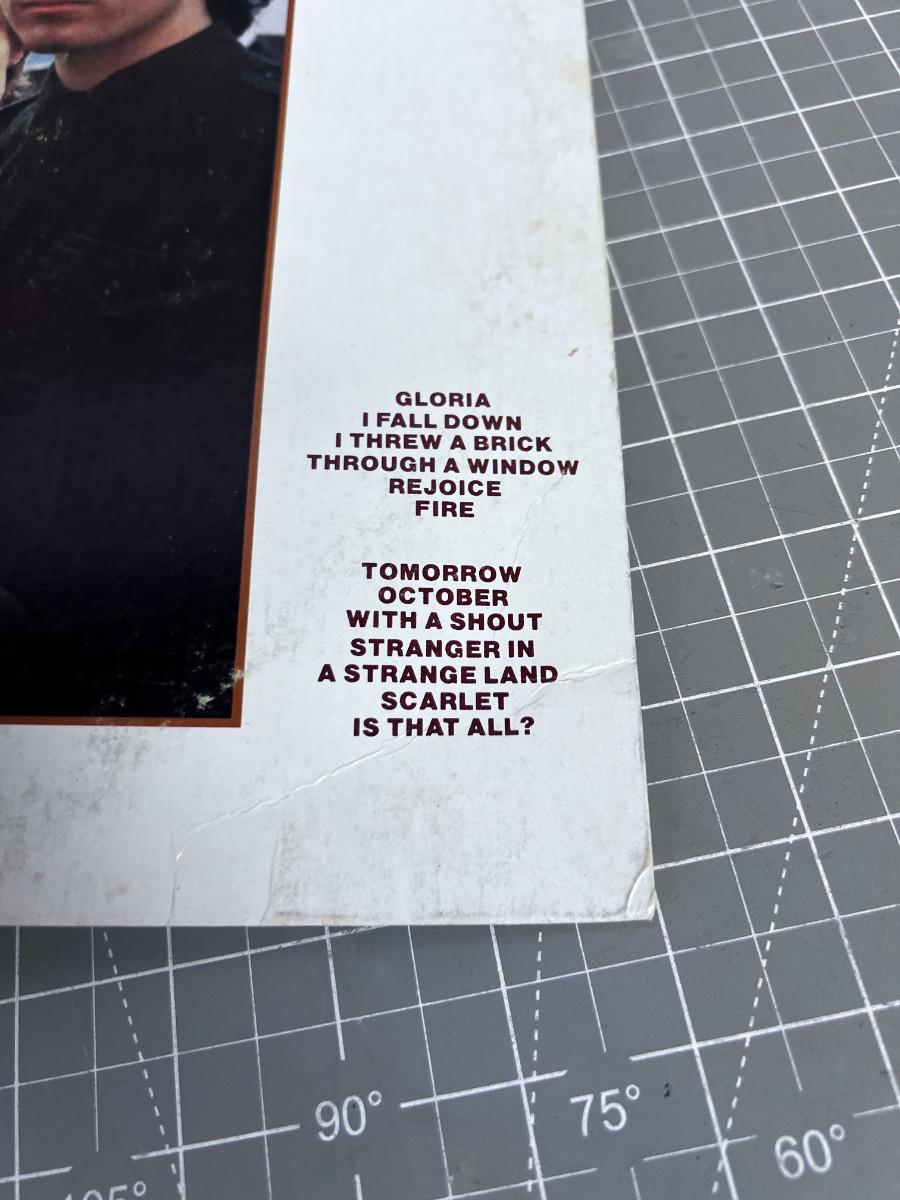 GLORIA
I FALL DOWN
I THREW A BRICK
THROUGH A WINDOW
REJOICE
FIRE
TOMORROW
OCTOBER
WITH A SHOUT
STRANGER IN
A STRANGE LAND
SCARLET
IS THAT ALL?
90°
75°
60°